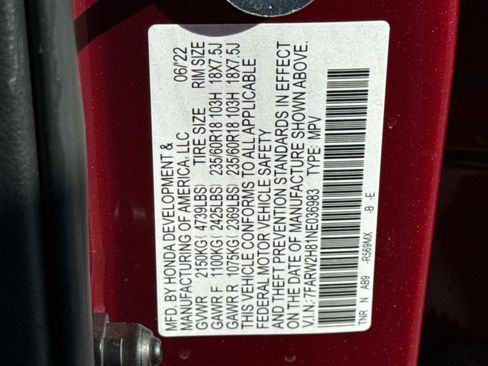 MFD. BY HONDA DEVELOPMENT & 06/22
MANUFACTURING OF AMERICA, LLC
TIRE SIZE RIM SIZE
GVWR 2150KG(4739LBS)
GAWR F 1100KG(2425LBS) 235/60R18 103H 18X7.5J
GAWR R 1075KG(2369LBS) 235/60R18 103H 18X7.5J
THIS VEHICLE CONFORMS TO ALL APPLICABLE
FEDERAL MOTOR VEHICLE SAFETY
AND THEFT PREVENTION STANDARDS IN EFFECT
ON THE DATE OF MANUFACTURE SHOWN ABOVE.
V.I.N.: 7FARW2H81NE036983 TYPE: MPV
TNR N AB9 -R569MX -B -E